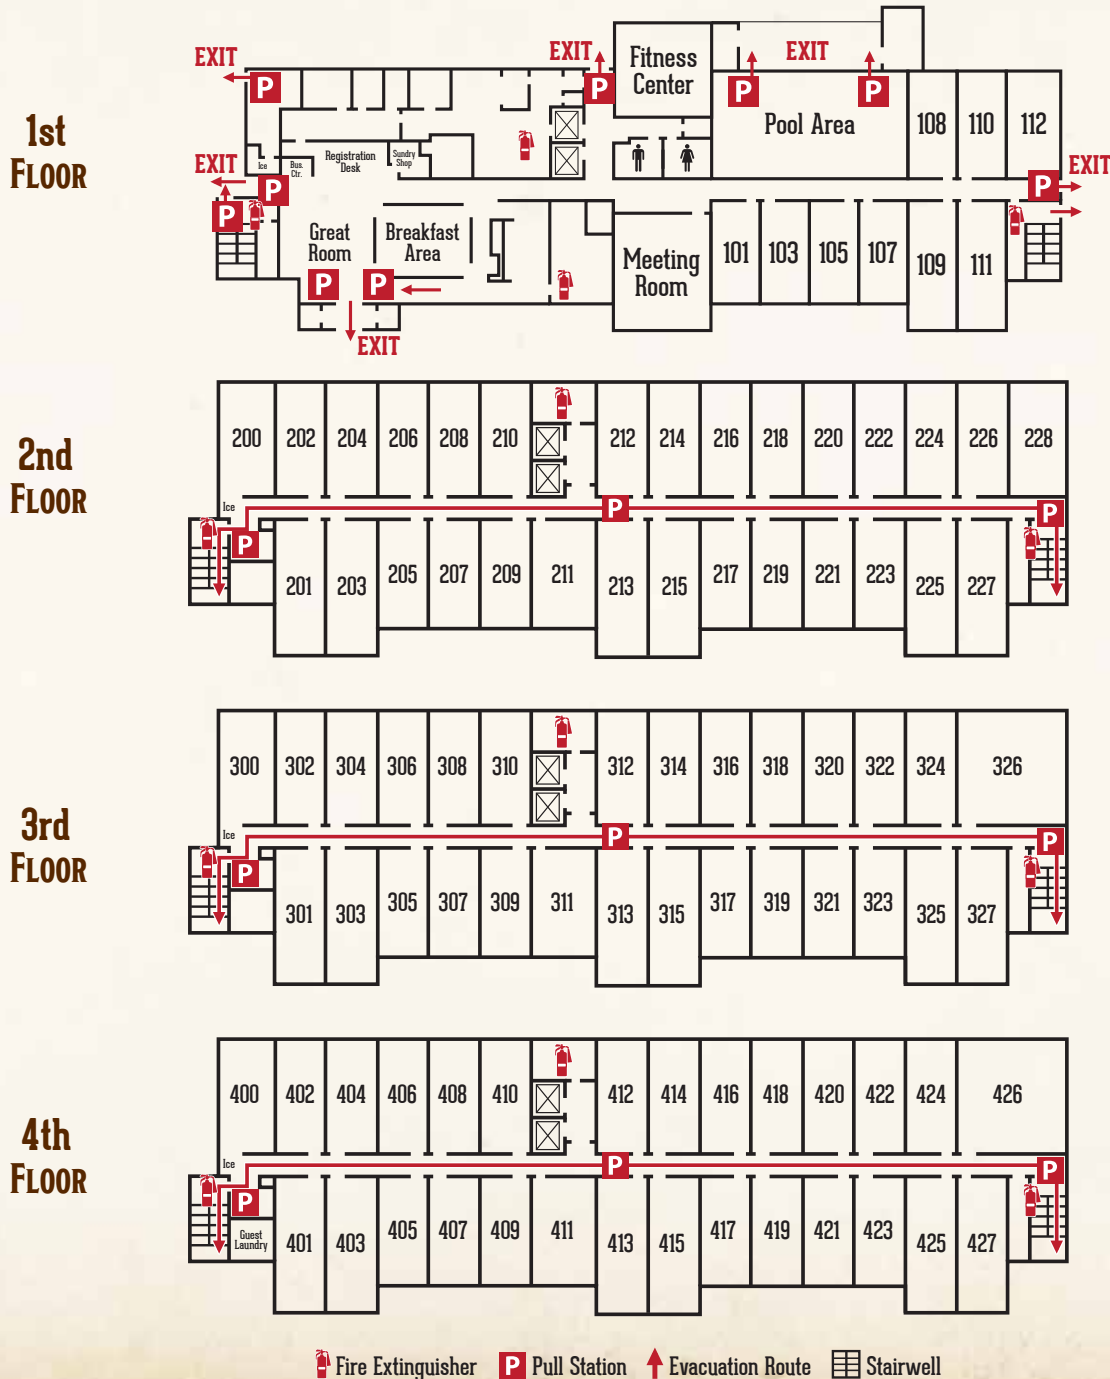 1st
FLOOR
EXIT
EXIT
EXIT
P
P
P
P
Fitness
Center
Pool Area
108
110
112
Ice
Bus.
Ctr.
Registration
Desk
Sundry
Shop
EXIT
P
P
P
EXIT
Great
Room
Breakfast
Area
Meeting
Room
101
103
105
107
109
111
P
P
EXIT
2nd
FLOOR
200
202
204
206
208
210
212
214
216
218
220
222
224
226
228
Ice
P
P
P
201
203
205
207
209
211
213
215
217
219
221
223
225
227
3rd
FLOOR
300
302
304
306
308
310
312
314
316
318
320
322
324
326
Ice
P
P
P
301
303
305
307
309
311
313
315
317
319
321
323
325
327
4th
FLOOR
400
402
404
406
408
410
412
414
416
418
420
422
424
426
Ice
P
P
P
Guest
Laundry
401
403
405
407
409
411
413
415
417
419
421
423
425
427
Fire Extinguisher
P Pull Station
Evacuation Route
Stairwell